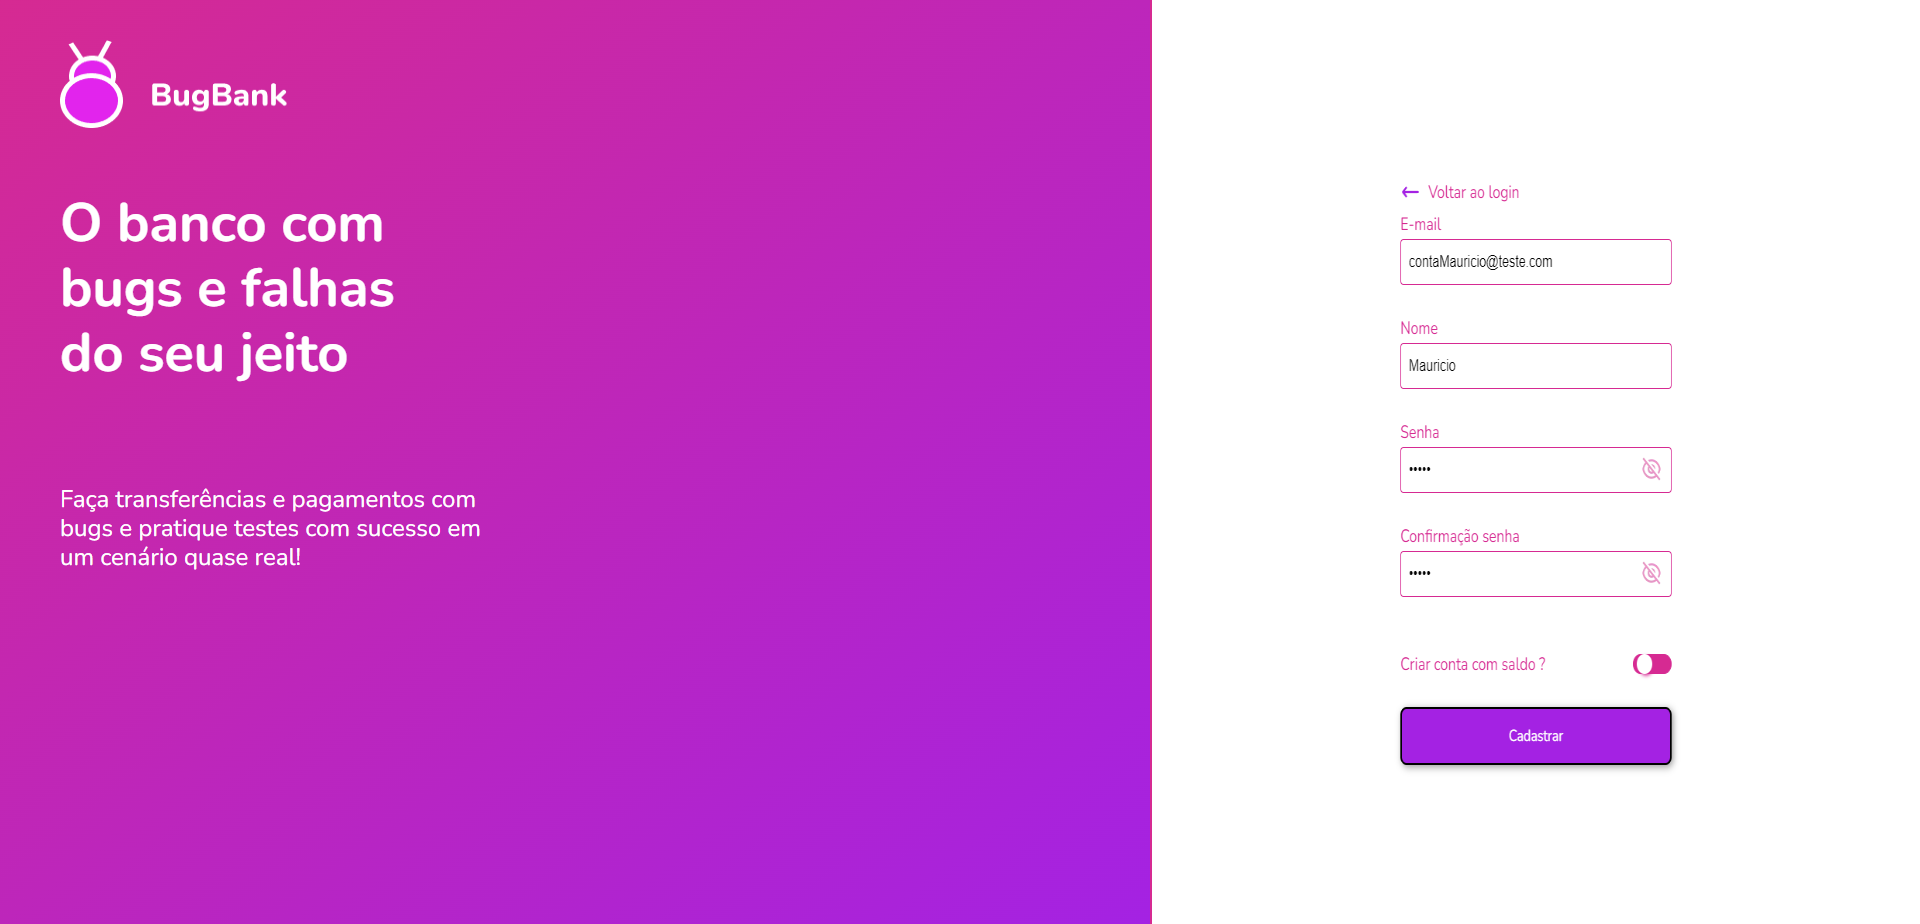 BugBank
O banco com
bugs e falhas
do seu jeito
Faça transferências e pagamentos com
bugs e pratique testes com sucesso em
um cenário quase real!
Voltar ao login
E-mail
contaMauricio@teste.com
Nome
Mauricio
Senha
•••••
Confirmação senha
•••••
Criar conta com saldo ?
Cadastrar